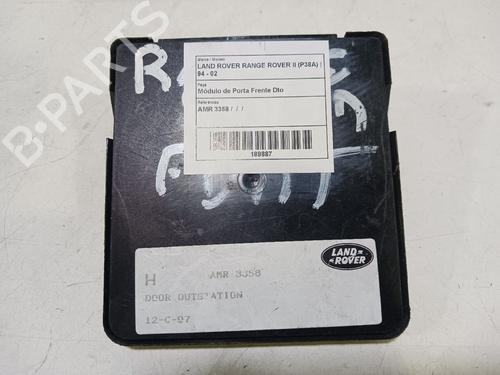 Marca / Modelo
LAND ROVER RANGE ROVER II (P38A) |
94 - 02
Peça
Módulo de Porta Frente Dto
Referências
AMR 3358 / / /
189887
H AMR 3358
DOOR OUTSTATION
12-C-97
LAND
ROVER
B-PARTS